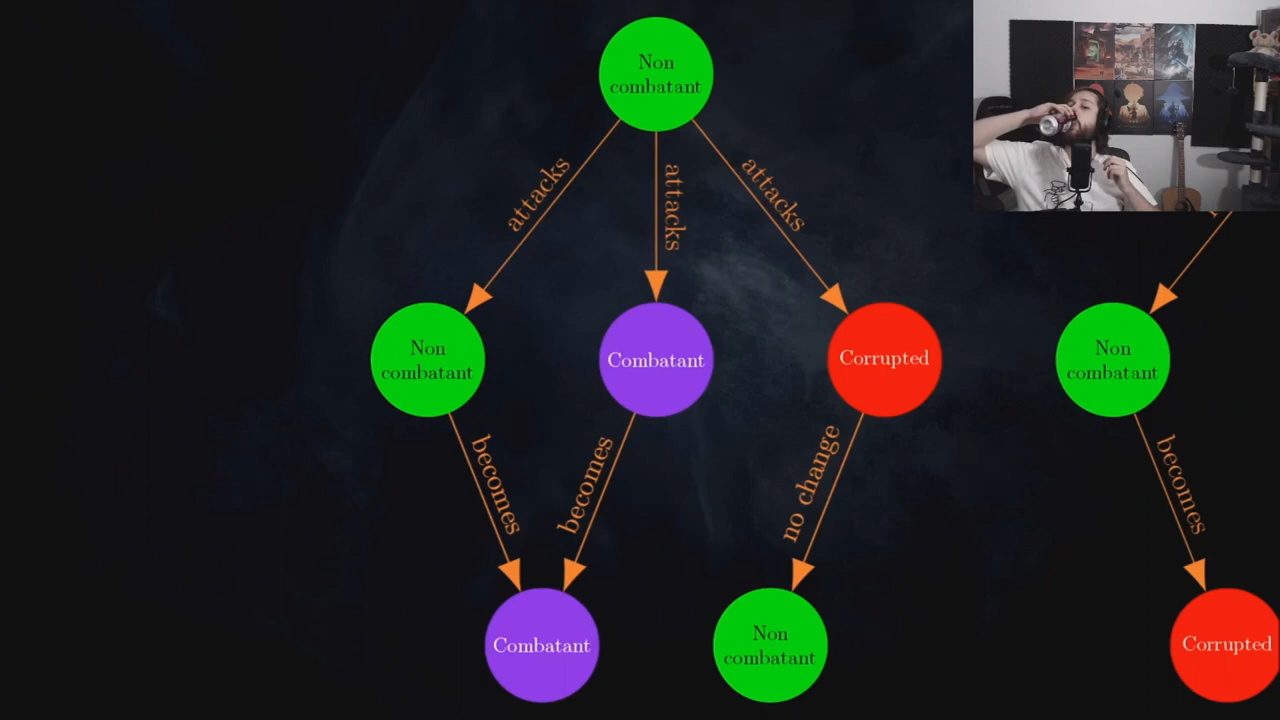 Non
combatant
attacks
attacks
attacks
Non
combatant
Combatant
Corrupted
Non
combatant
becomes
becomes
no change
becomes
Combatant
Non
combatant
Corrupted